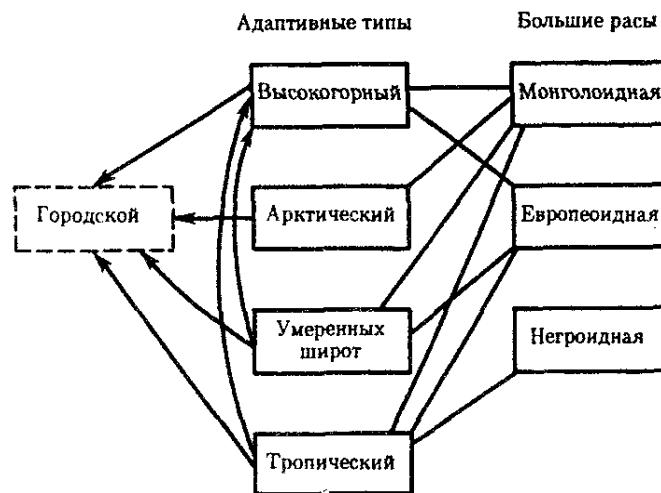 Адаптивные типы
Большие расы
Высокогорный
Монголоидная
Городской
Арктический
Европеоидная
Умеренных
широт
Негроидная
Тропический